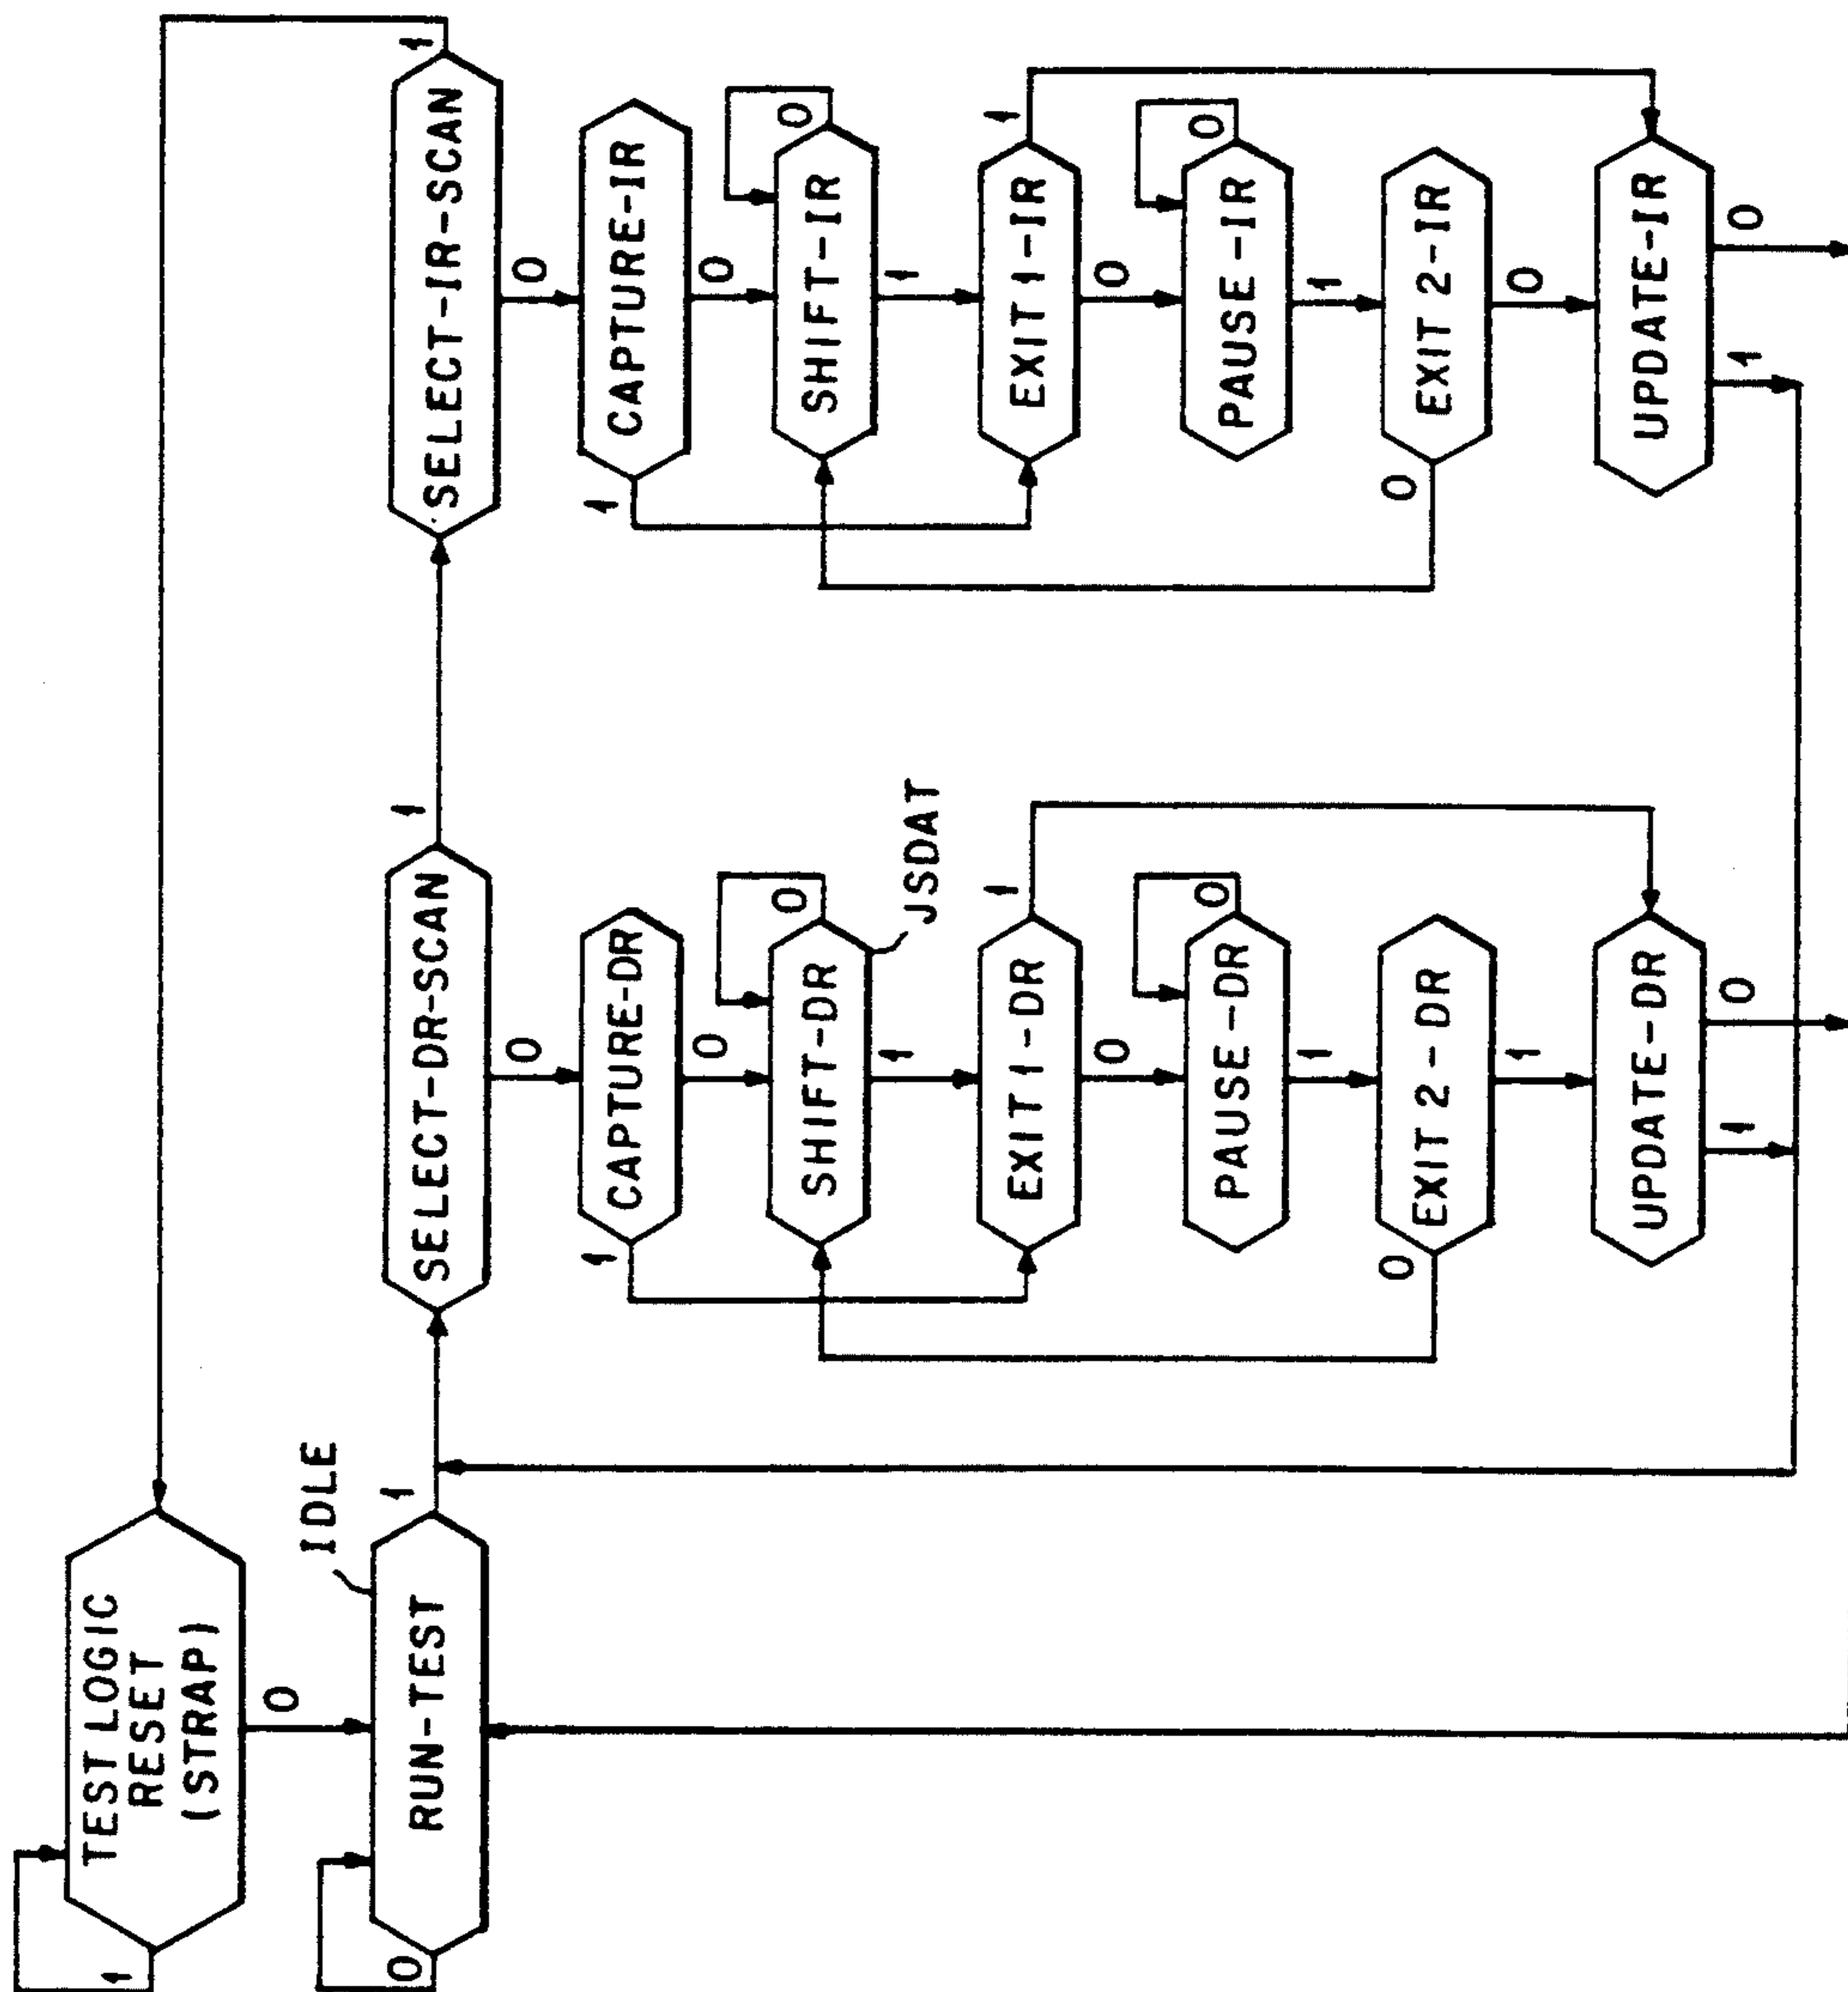 1
TEST LOGIC
RESET
(STRAP)
0
IDLE
0
RUN-TEST
1
SELECT-DR-SCAN
1
0
1
CAPTURE-DR
0
SHIFT-DR
0
JSDAT
1
EXIT 1-DR
1
0
PAUSE-DR
0
1
0
EXIT 2-DR
1
UPDATE-DR
1
0
SELECT-IR-SCAN
1
0
1
CAPTURE-IR
0
SHIFT-IR
0
1
EXIT 1-IR
1
0
PAUSE-IR
0
1
0
EXIT 2-IR
0
UPDATE-IR
1
0